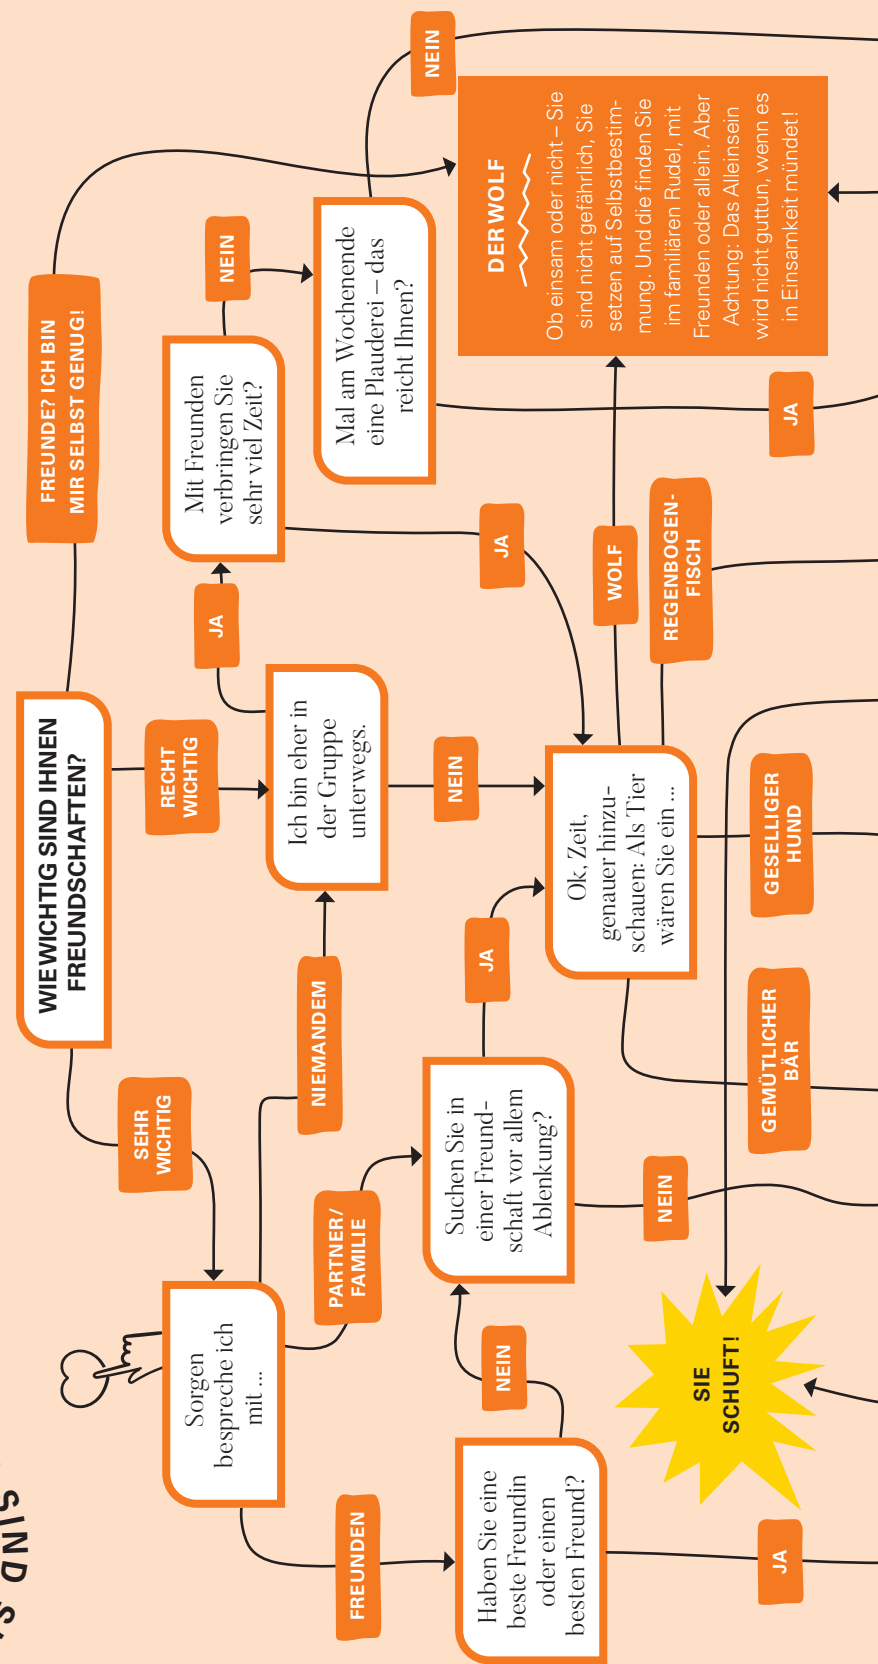 SIND SI
WIE WICHTIG SIND IHNEN
FREUNDSCHAFTEN?
SEHR
WICHTIG
RECHT
WICHTIG
FREUNDE? ICH BIN
MIR SELBST GENUG!
Sorgen
bespreche ich
mit ...
NIEMANDEM
Ich bin eher in
der Gruppe
unterwegs.
JA
Mit Freunden
verbringen Sie
sehr viel Zeit?
NEIN
FREUNDEN
PARTNER/
FAMILIE
NEIN
JA
Mal am Wochenende
eine Plauderei – das
reicht Ihnen?
NEIN
Haben Sie eine
beste Freundin
oder einen
besten Freund?
NEIN
Suchen Sie in
einer Freund-
schaft vor allem
Ablenkung?
JA
Ok, Zeit,
genauer hinzu-
schauen: Als Tier
wären Sie ein ...
WOLF
DER WOLF
Ob einsam oder nicht – Sie
sind nicht gefährlich, Sie
setzen auf Selbstbestim-
mung. Und die finden Sie
im familiären Rudel, mit
Freunden oder allein. Aber
Achtung: Das Alleinsein
wird nicht guttun, wenn es
in Einsamkeit mündet!
SIE
SCHUFT!
NEIN
REGENBOGEN-
FISCH
JA
GEMÜTLICHER
BÄR
GESELLIGER
HUND
JA